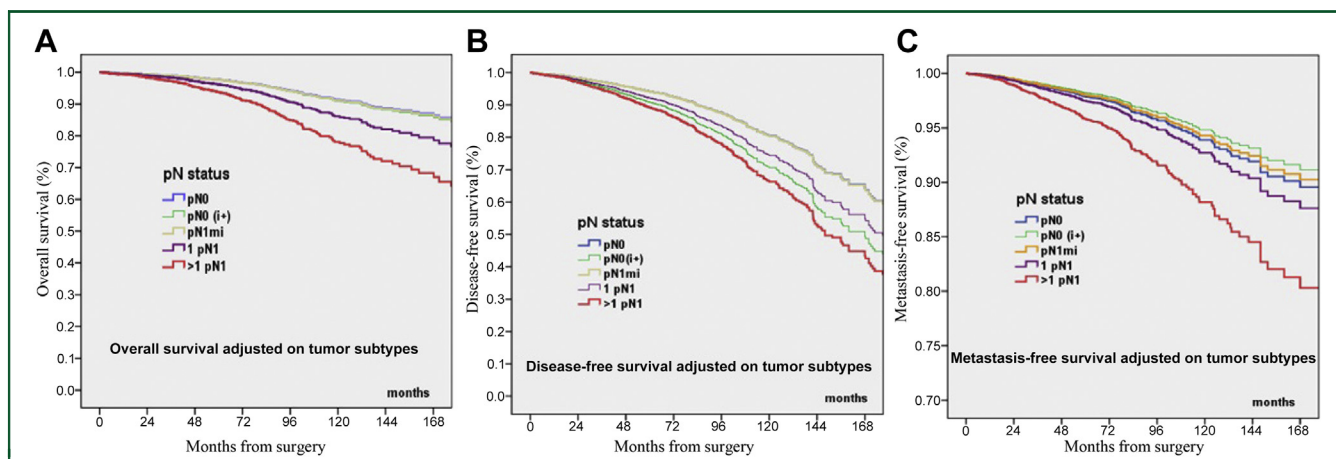 A
Overall survival (%)
1.0
0.9
0.8
0.7
0.6
0.5
0.4
0.3
0.2
0.1
0.0
pN status
pN0
pN0 (i+)
pN1mi
1 pN1
>1 pN1
Overall survival adjusted on tumor subtypes
months
0 24 48 72 96 120 144 168
Months from surgery
B
Disease-free survival (%)
1.0
0.9
0.8
0.7
0.6
0.5
0.4
0.3
0.2
0.1
0.0
pN status
pN0
pN0(i+)
pN1mi
1 pN1
>1 pN1
Disease-free survival adjusted on tumor subtypes
months
0 24 48 72 96 120 144 168
Months from surgery
C
Metastasis-free survival (%)
1.00
0.95
0.90
0.85
0.80
0.75
0.70
pN status
pN0
pN0 (i+)
pN1mi
1 pN1
>1 pN1
Metastasis-free survival adjusted on tumor subtypes
months
0 24 48 72 96 120 144 168
Months from surgery